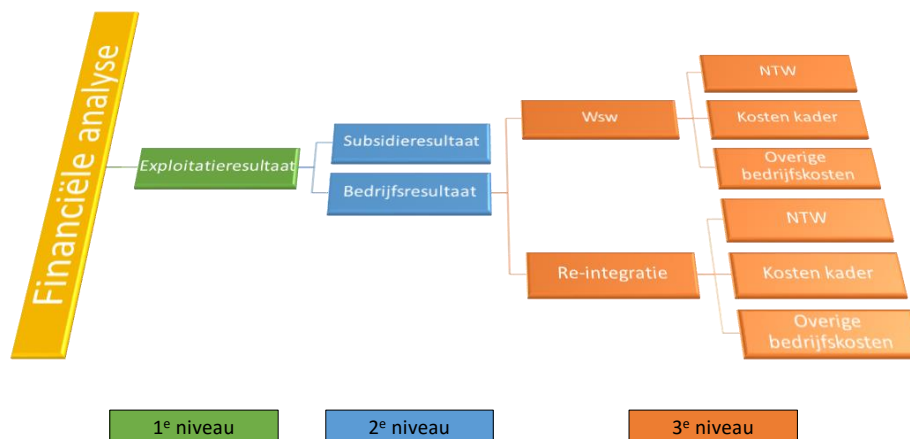 Financiële analyse
Exploitatieresultaat
Subsidieresultaat
Bedrijfsresultaat
Wsw
NTW
Kosten kader
Overige
bedrijfskosten
Re-integratie
NTW
Kosten kader
Overige
bedrijfskosten
1e niveau
2e niveau
3e niveau